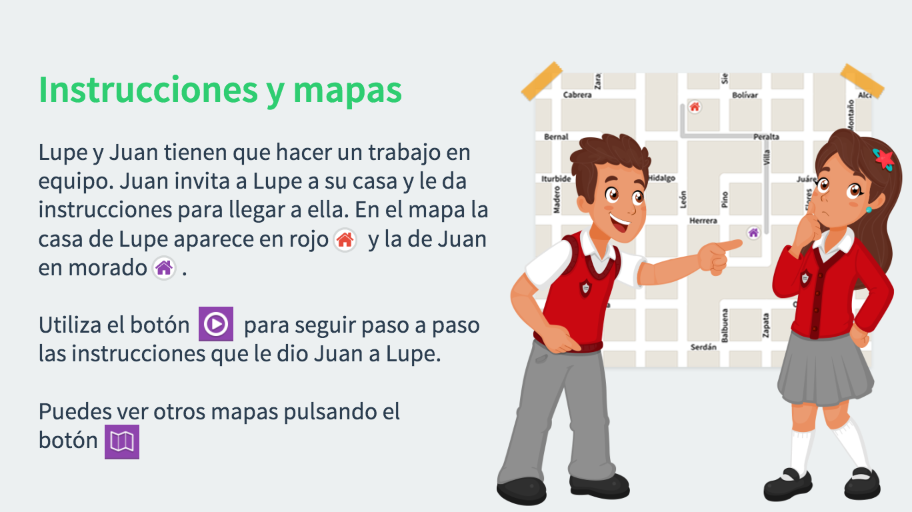 Instrucciones y mapas
Lupe y Juan tienen que hacer un trabajo en
equipo. Juan invita a Lupe a su casa y le da
instrucciones para llegar a ella. En el mapa la
casa de Lupe aparece en rojo y la de Juan
en morado .
Utiliza el botón para seguir paso a paso
las instrucciones que le dio Juan a Lupe.
Puedes ver otros mapas pulsando el
botón
Zara
Sie
Cabrera
Bolívar
Alca
Montaño
Bernal
Peralta
Villa
Iturbide
Hidalgo
Juáre
Madero
León
Pino
Herrera
Balbuena
Zapata
Serdán